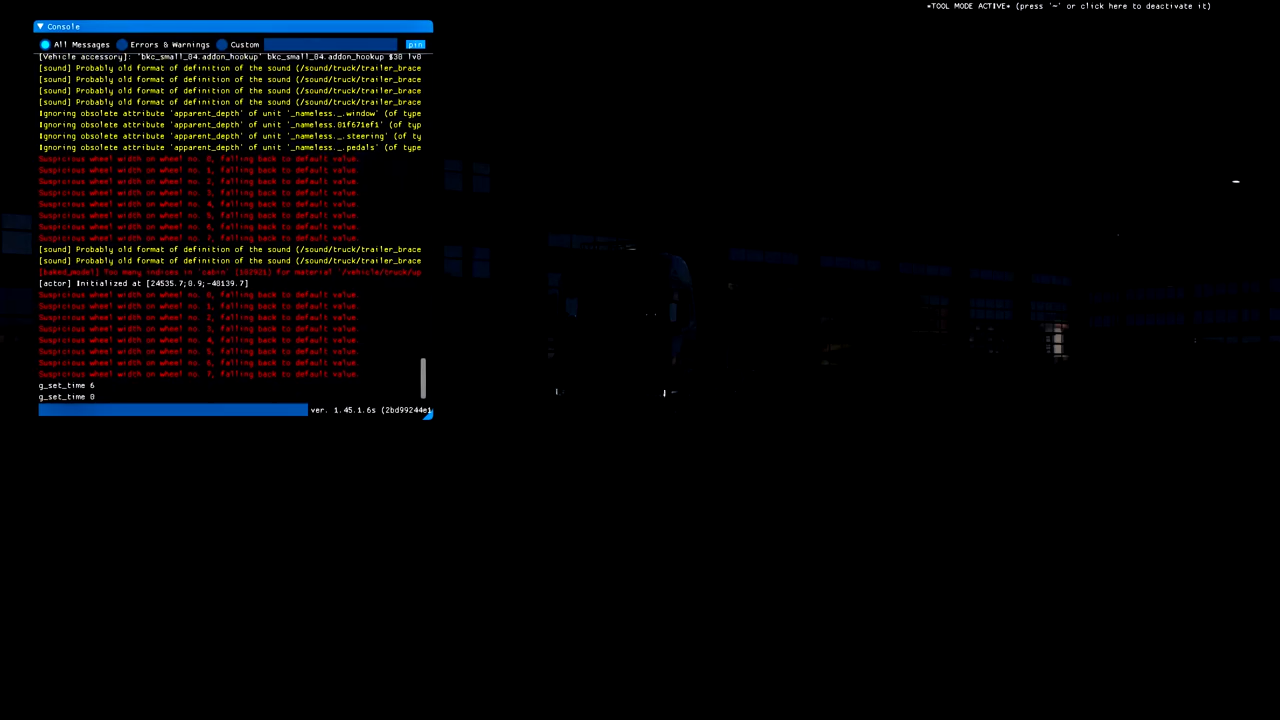 *TOOL MODE ACTIVE* (press '~' or click here to deactivate it)
Console
All Messages Errors & Warnings Custom pin
[Vehicle accessory]: 'bkc_small_04.addon_hookup' bkc_small_04.addon_hookup $30 lv0
[sound] Probably old format of definition of the sound (/sound/truck/trailer_brace
[sound] Probably old format of definition of the sound (/sound/truck/trailer_brace
[sound] Probably old format of definition of the sound (/sound/truck/trailer_brace
[sound] Probably old format of definition of the sound (/sound/truck/trailer_brace
Ignoring obsolete attribute 'apparent_depth' of unit '_nameless._.window' (of type
Ignoring obsolete attribute 'apparent_depth' of unit '_nameless.81f671ef1' (of typ
Ignoring obsolete attribute 'apparent_depth' of unit '_nameless._.steering' (of ty
Ignoring obsolete attribute 'apparent_depth' of unit '_nameless._.pedals' (of type
Suspicious wheel width on wheel no. 0, falling back to default value.
Suspicious wheel width on wheel no. 1, falling back to default value.
Suspicious wheel width on wheel no. 2, falling back to default value.
Suspicious wheel width on wheel no. 3, falling back to default value.
Suspicious wheel width on wheel no. 4, falling back to default value.
Suspicious wheel width on wheel no. 5, falling back to default value.
Suspicious wheel width on wheel no. 6, falling back to default value.
Suspicious wheel width on wheel no. 7, falling back to default value.
[sound] Probably old format of definition of the sound (/sound/truck/trailer_brace
[sound] Probably old format of definition of the sound (/sound/truck/trailer_brace
[baked_model] Too many indices in 'cabin' (502921) for material '/vehicle/truck/up
[actor] Initialized at [24535.7;0.9;-48139.7]
Suspicious wheel width on wheel no. 0, falling back to default value.
Suspicious wheel width on wheel no. 1, falling back to default value.
Suspicious wheel width on wheel no. 2, falling back to default value.
Suspicious wheel width on wheel no. 3, falling back to default value.
Suspicious wheel width on wheel no. 4, falling back to default value.
Suspicious wheel width on wheel no. 5, falling back to default value.
Suspicious wheel width on wheel no. 6, falling back to default value.
Suspicious wheel width on wheel no. 7, falling back to default value.
g_set_time 6
g_set_time 0
ver. 1.45.1.6s (2bd99244e1